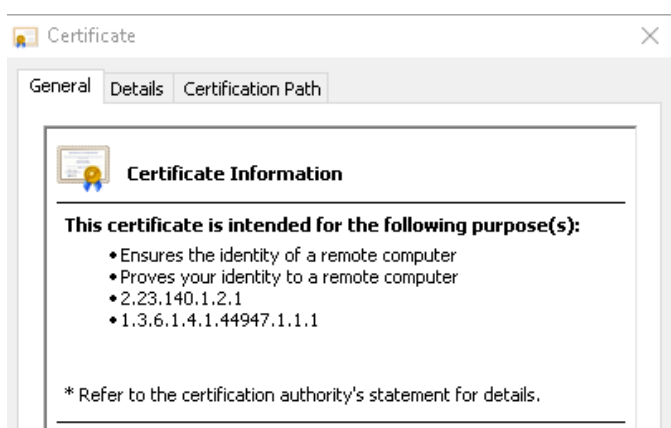 Certificate
General Details Certification Path
Certificate Information
This certificate is intended for the following purpose(s):
•Ensures the identity of a remote computer
•Proves your identity to a remote computer
•2.23.140.1.2.1
•1.3.6.1.4.1.44947.1.1.1
* Refer to the certification authority's statement for details.